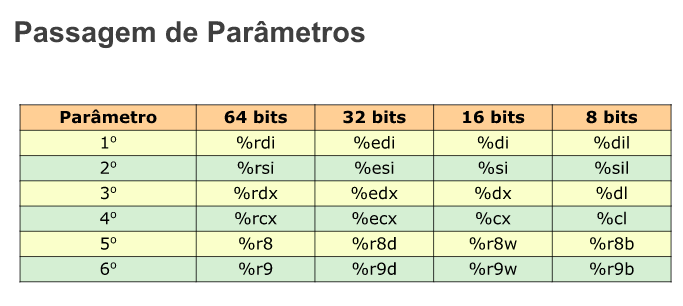 Passagem de Parâmetros
Parâmetro 64 bits 32 bits 16 bits 8 bits
1º %rdi %edi %di %dil
2º %rsi %esi %si %sil
3º %rdx %edx %dx %dl
4º %rcx %ecx %cx %cl
5º %r8 %r8d %r8w %r8b
6º %r9 %r9d %r9w %r9b